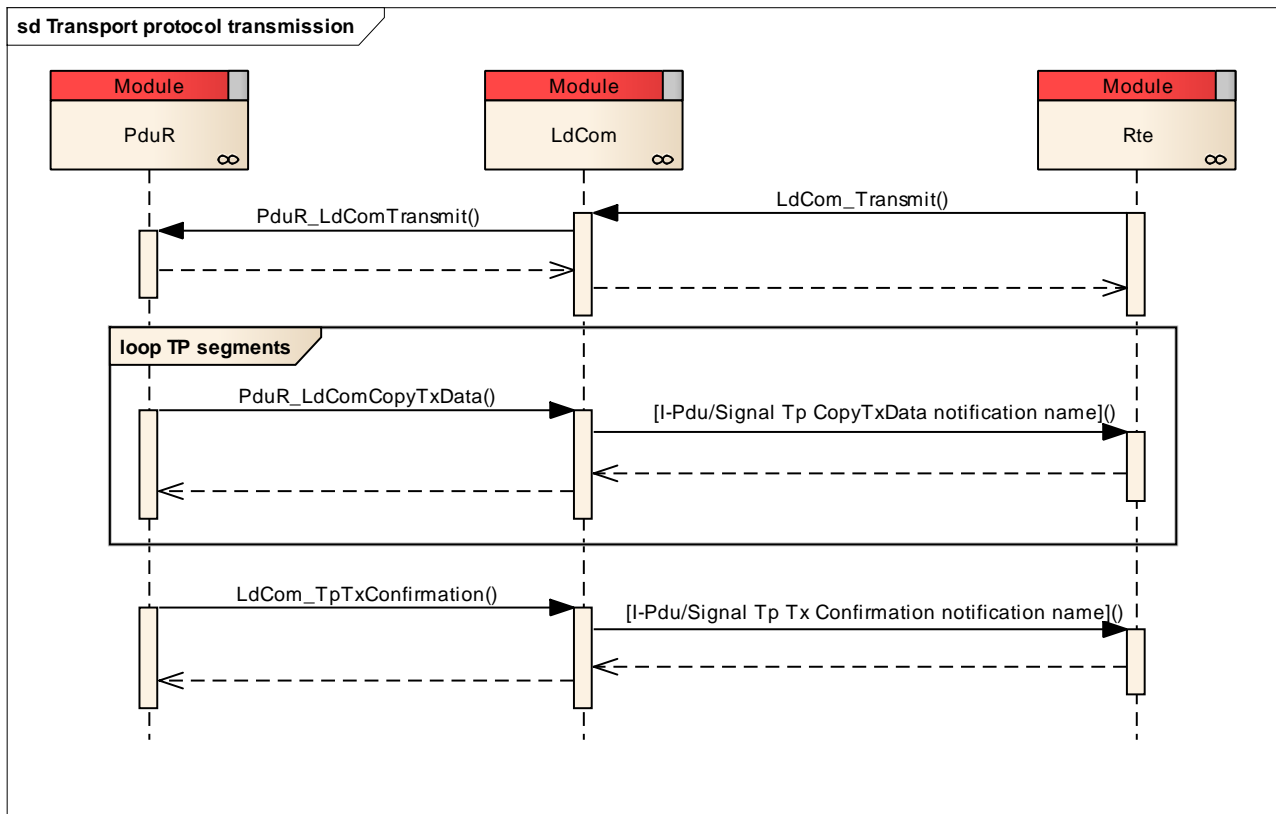 sd Transport protocol transmission
Module
Module
Module
PduR
LdCom
Rte
LdCom_Transmit()
PduR_LdComTransmit()
loop TP segments
PduR_LdComCopyTxData()
[I-Pdu/Signal Tp CopyTxData notification name]()
LdCom_TpTxConfirmation()
[I-Pdu/Signal Tp Tx Confirmation notification name]()